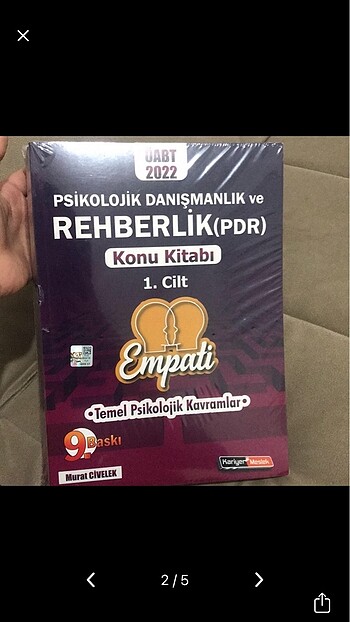 ÖABT
2022
PSİKOLOJİK DANIŞMANLIK ve
REHBERLİK(PDR)
Konu Kitabı
1. Cilt
Empati
•Temel Psikolojik Kavramlar•
9. Baskı
Murat CİVELEK
Kariyer Meslek
2 / 5